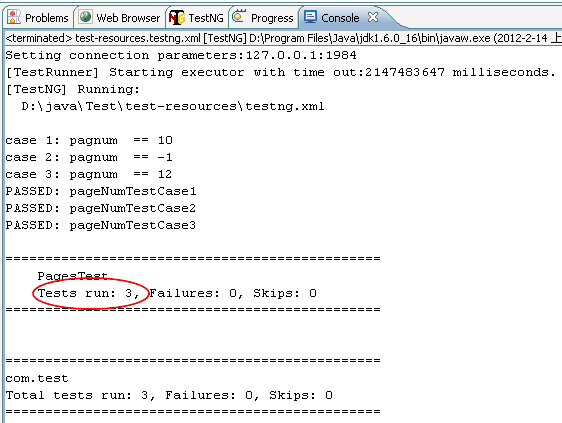 Problems Web Browser TestNG Progress Console
<terminated> test-resources.testng.xml [TestNG] D:\Program Files\Java\jdk1.6.0_16\bin\javaw.exe (2012-2-14 上
Setting connection parameters:127.0.0.1:1984
[TestRunner] Starting executor with time out:2147483647 milliseconds.
[TestNG] Running:
D:\java\Test\test-resources\testng.xml
case 1: pagnum == 10
case 2: pagnum == -1
case 3: pagnum == 12
PASSED: pageNumTestCase1
PASSED: pageNumTestCase2
PASSED: pageNumTestCase3
===============================================
PagesTest
Tests run: 3, Failures: 0, Skips: 0
===============================================
===============================================
com.test
Total tests run: 3, Failures: 0, Skips: 0
===============================================